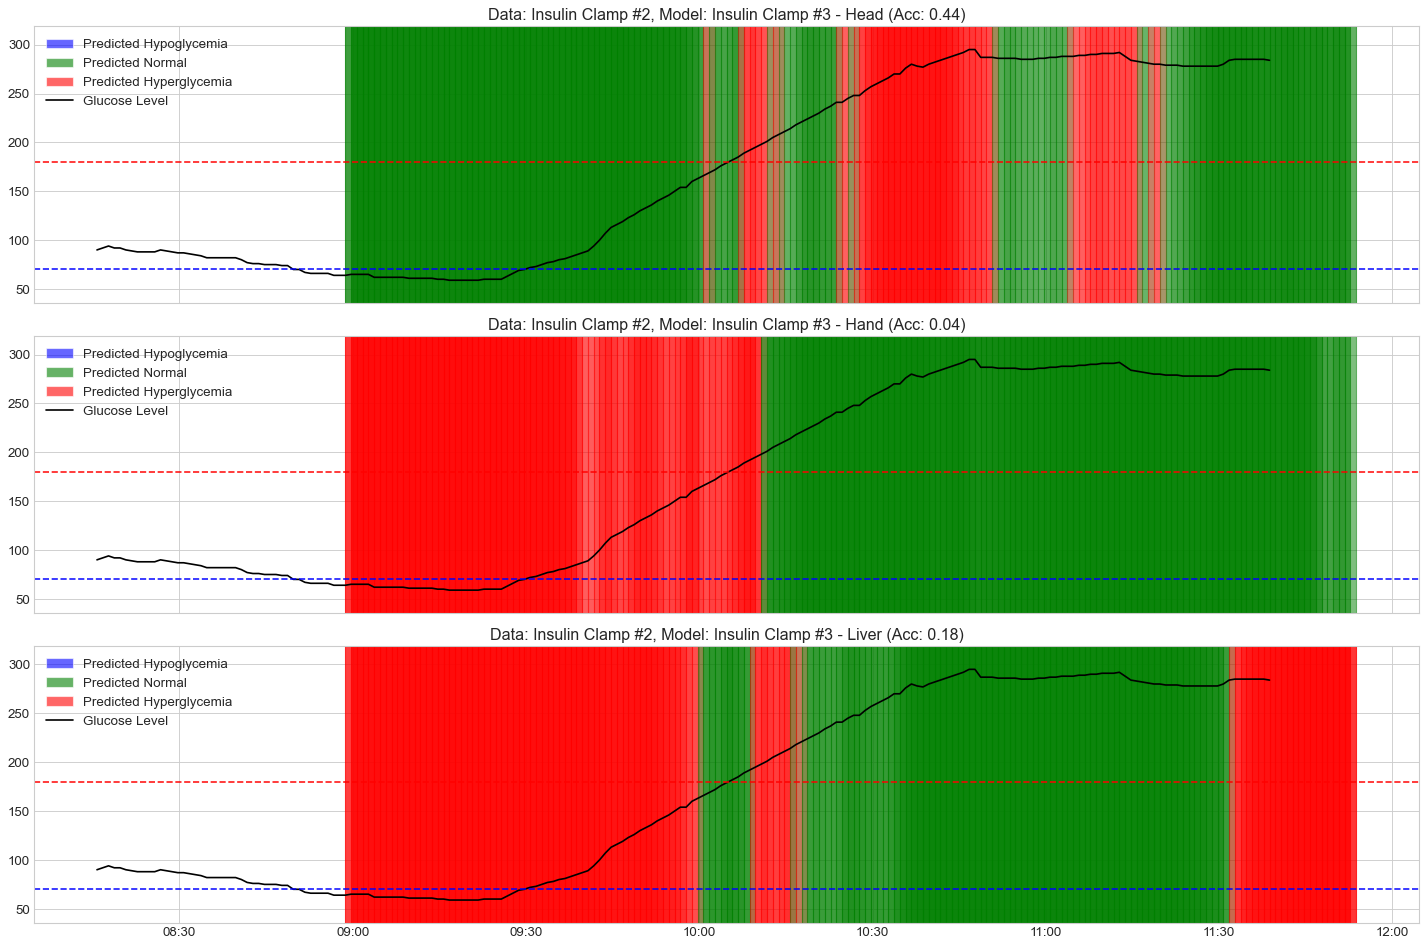 Data: Insulin Clamp #2, Model: Insulin Clamp #3 - Head (Acc: 0.44)
300
250
200
150
100
50
Predicted Hypoglycemia
Predicted Normal
Predicted Hyperglycemia
Glucose Level
Data: Insulin Clamp #2, Model: Insulin Clamp #3 - Hand (Acc: 0.04)
300
250
200
150
100
50
Predicted Hypoglycemia
Predicted Normal
Predicted Hyperglycemia
Glucose Level
Data: Insulin Clamp #2, Model: Insulin Clamp #3 - Liver (Acc: 0.18)
300
250
200
150
100
50
Predicted Hypoglycemia
Predicted Normal
Predicted Hyperglycemia
Glucose Level
08:30 09:00 09:30 10:00 10:30 11:00 11:30 12:00